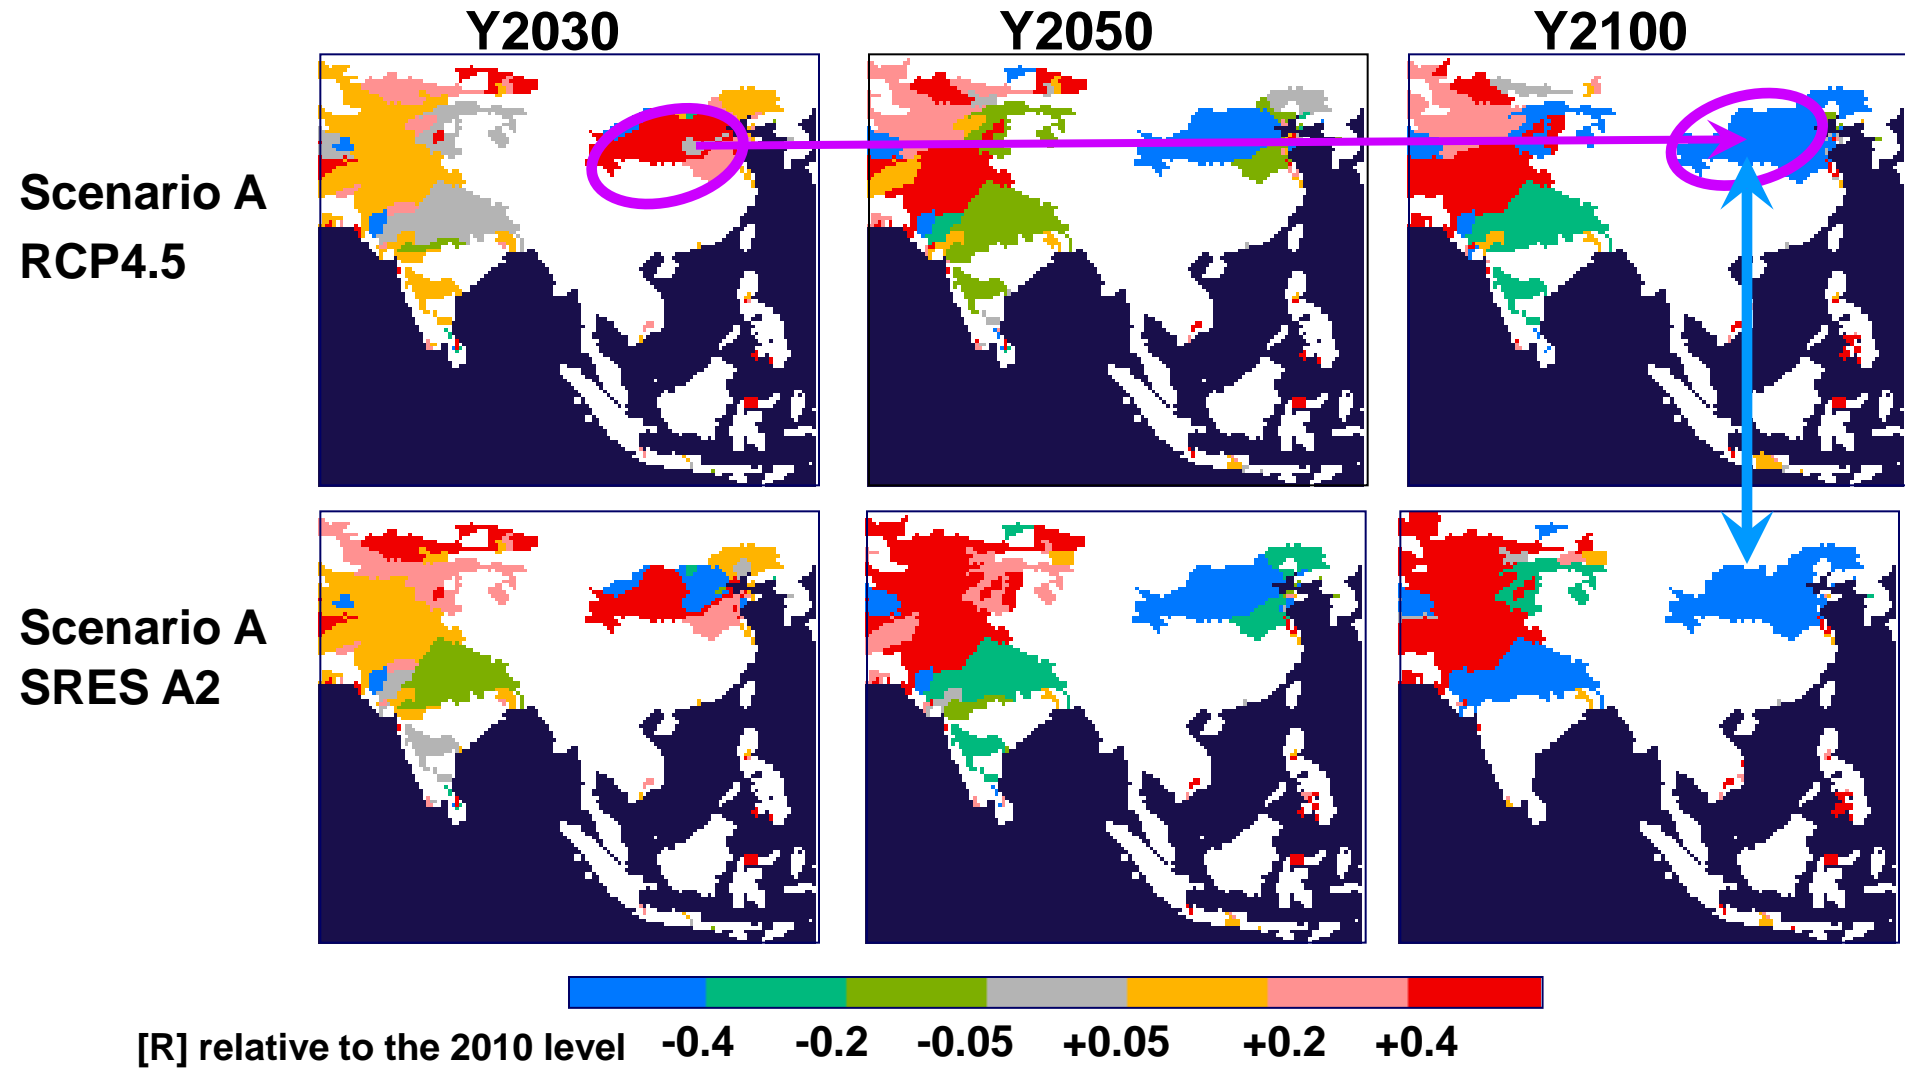 Y2030 Y2050 Y2100
Scenario A
RCP4.5
Scenario A
SRES A2
-0.4 -0.2 -0.05 +0.05 +0.2 +0.4
[R] relative to the 2010 level